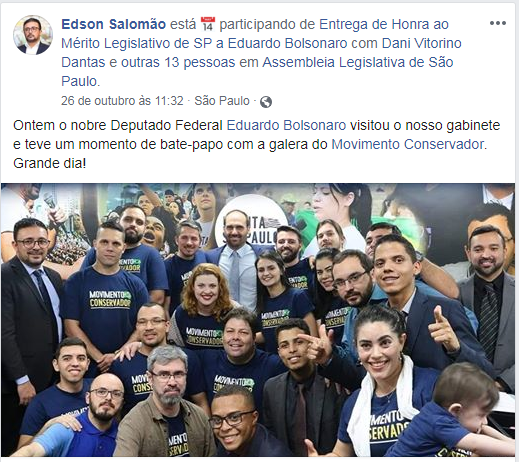 Edson Salomão está 📅 participando de Entrega de Honra ao
Mérito Legislativo de SP a Eduardo Bolsonaro com Dani Vitorino
Dantas e outras 13 pessoas em Assembleia Legislativa de São
Paulo.
26 de outubro às 11:32 · São Paulo ·
Ontem o nobre Deputado Federal Eduardo Bolsonaro visitou o nosso gabinete
e teve um momento de bate-papo com a galera do Movimento Conservador.
Grande dia!
MOVIMENTO
CONSERVADOR
MOVIMENTO
CONSERVADOR